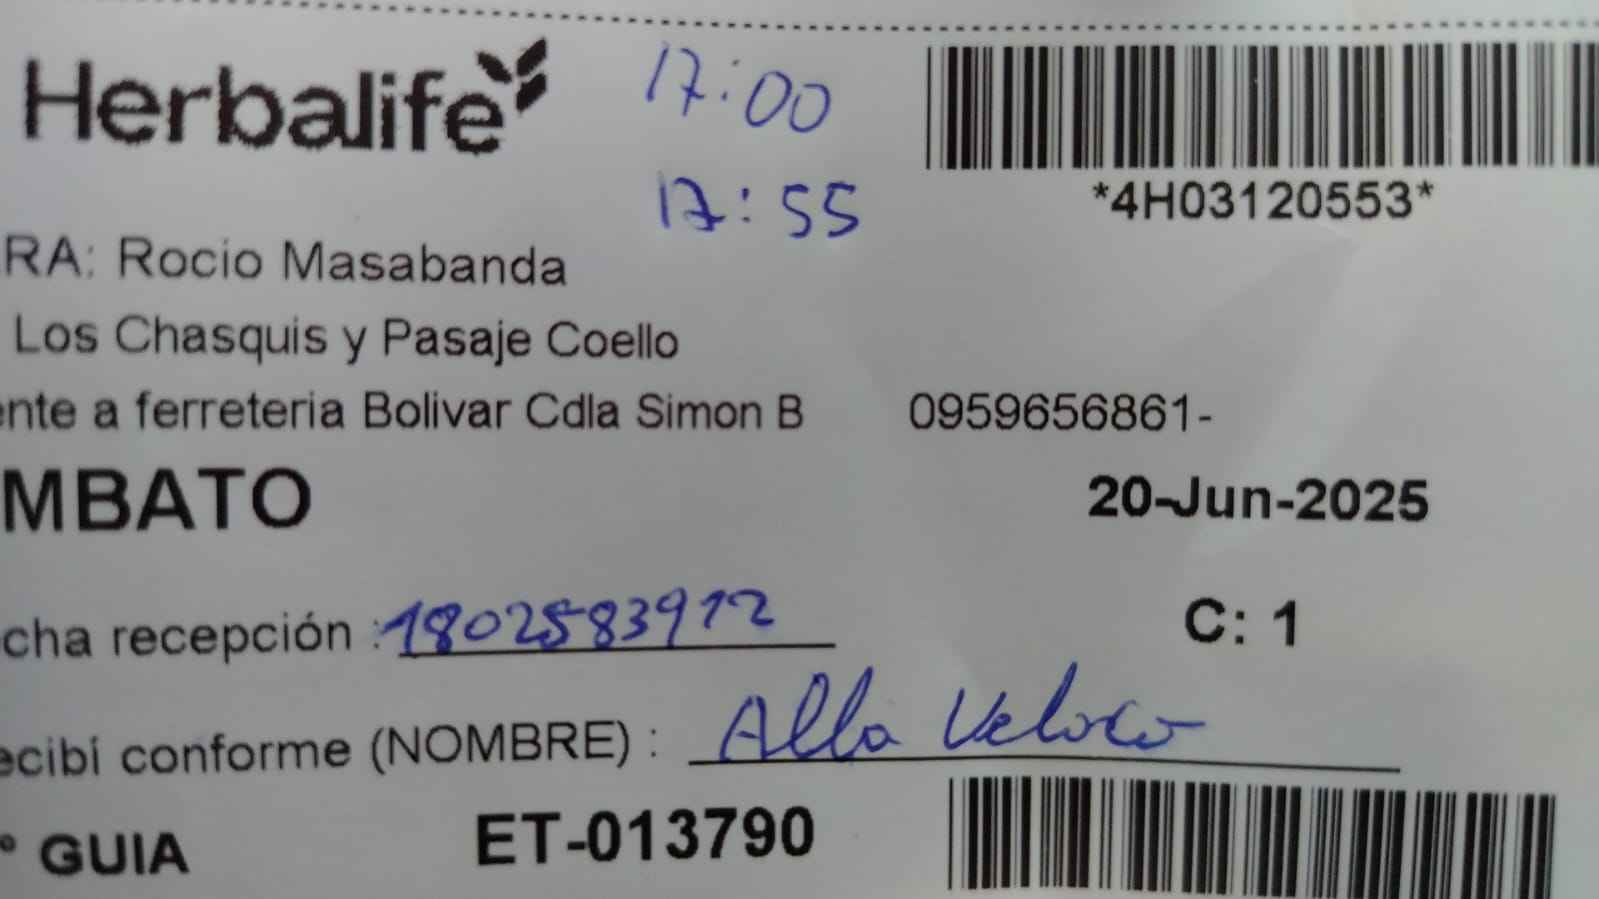 Herbalife
17:00
17:55
*4H03120553*
RA: Rocio Masabanda
Los Chasquis y Pasaje Coello
nte a ferreteria Bolivar Cdla Simon B 0959656861-
MBATO
20-Jun-2025
cha recepción : 1802583912
C: 1
ecibí conforme (NOMBRE) : Alla
° GUIA ET-013790